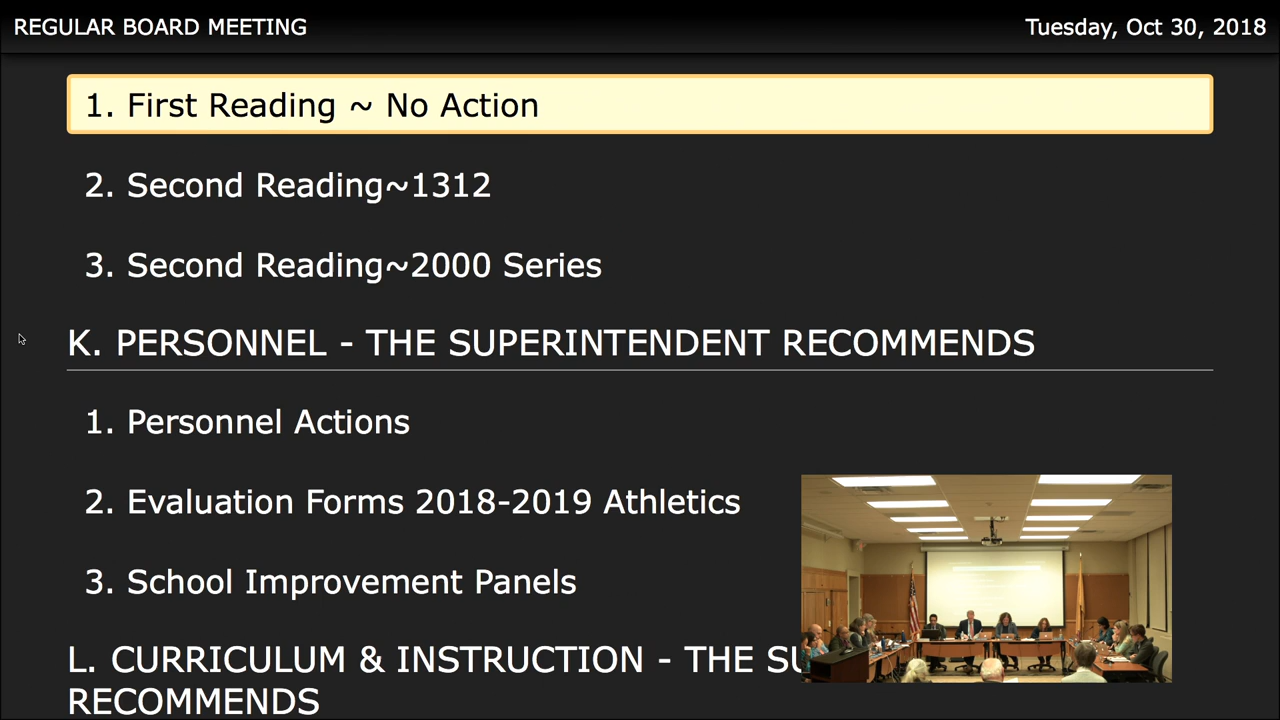 REGULAR BOARD MEETING
Tuesday, Oct 30, 2018
1. First Reading ~ No Action
2. Second Reading~1312
3. Second Reading~2000 Series
K. PERSONNEL - THE SUPERINTENDENT RECOMMENDS
1. Personnel Actions
2. Evaluation Forms 2018-2019 Athletics
3. School Improvement Panels
L. CURRICULUM & INSTRUCTION - THE
RECOMMENDS